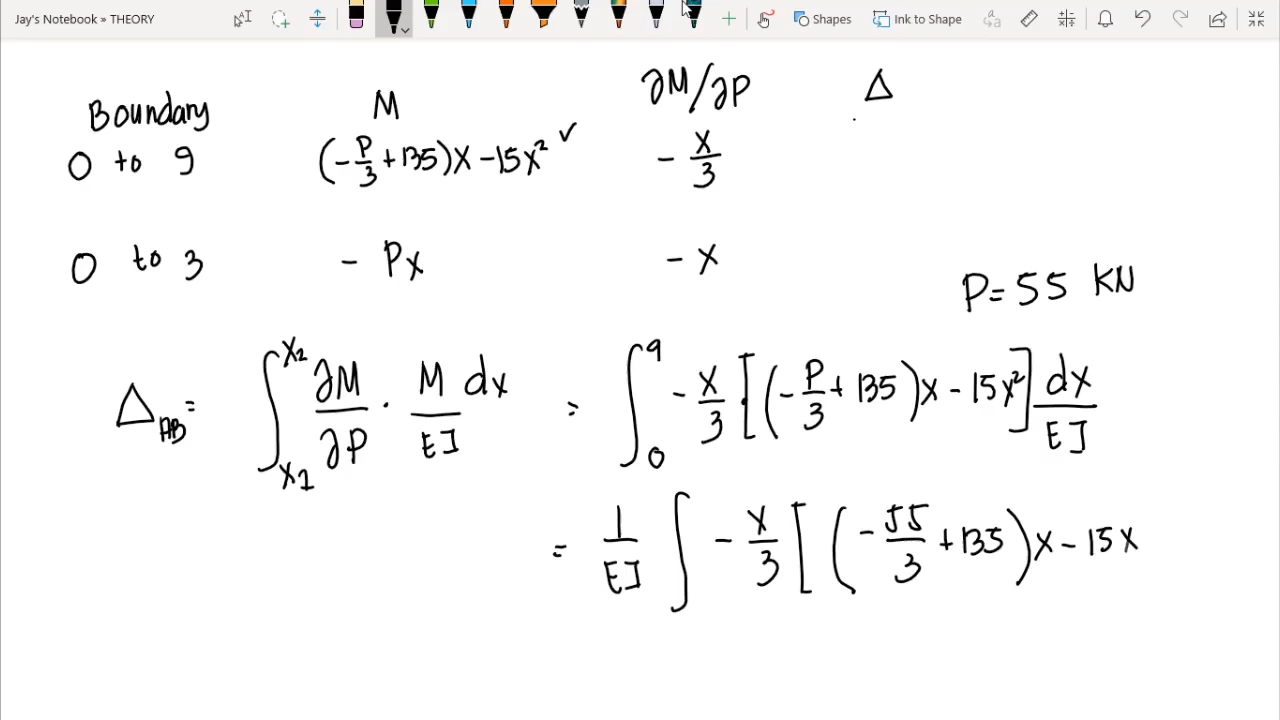 Jay's Notebook » THEORY Shapes Ink to Shape
Boundary M ∂M/∂P Δ
0 to 9 (-P/3 + 135)x - 15x² ✓ - x/3
0 to 3 - Px - x
P = 55 KN
Δ_AB = ∫_{x1}^{x2} ∂M/∂P · M/EI dx = ∫_0^9 - x/3 [(-P/3 + 135)x - 15x²] dx/EI
= 1/EI ∫ - x/3 [(-55/3 + 135)x - 15x